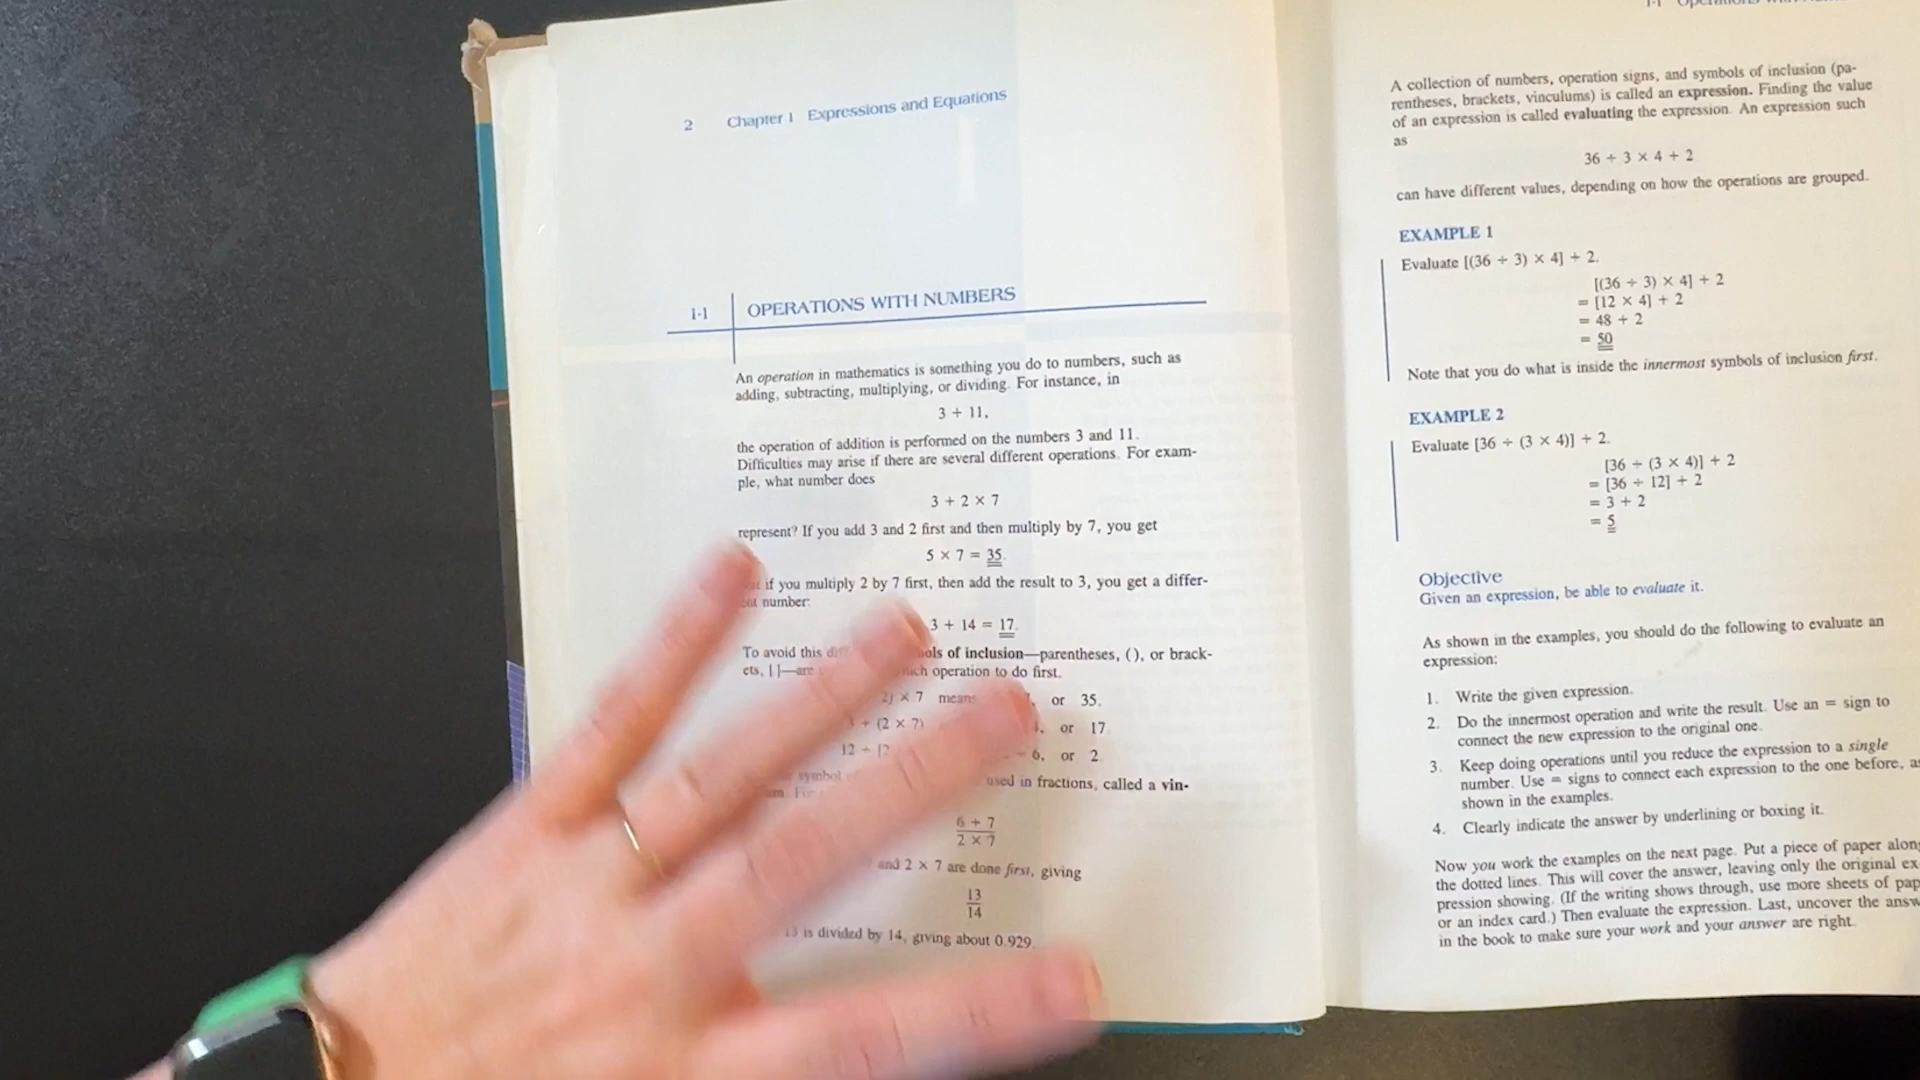 2 Chapter 1 Expressions and Equations
1-1 OPERATIONS WITH NUMBERS
An operation in mathematics is something you do to numbers, such as
adding, subtracting, multiplying, or dividing. For instance, in
3 + 11,
the operation of addition is performed on the numbers 3 and 11.
Difficulties may arise if there are several different operations. For exam-
ple, what number does
3 + 2 × 7
represent? If you add 3 and 2 first and then multiply by 7, you get
5 × 7 = 35.
if you multiply 2 by 7 first, then add the result to 3, you get a differ-
number:
3 + 14 = 17.
To avoid this of inclusion—parentheses, ( ), or brack-
ets, [ ]—are operation to do first.
2) × 7 means or 35.
+ (2 × 7) or 17
12 ÷ [2 6, or 2
symbol used in fractions, called a vin-
6 + 7
2 × 7
and 2 × 7 are done first, giving
13
14
13 is divided by 14, giving about 0.929.
A collection of numbers, operation signs, and symbols of inclusion (pa-
rentheses, brackets, vinculums) is called an expression. Finding the value
of an expression is called evaluating the expression. An expression such
as
36 ÷ 3 × 4 + 2
can have different values, depending on how the operations are grouped.
EXAMPLE 1
Evaluate [(36 ÷ 3) × 4] + 2.
[(36 ÷ 3) × 4] + 2
= [12 × 4] + 2
= 48 + 2
= 50
Note that you do what is inside the innermost symbols of inclusion first.
EXAMPLE 2
Evaluate [36 ÷ (3 × 4)] + 2.
[36 ÷ (3 × 4)] + 2
= [36 ÷ 12] + 2
= 3 + 2
= 5
Objective
Given an expression, be able to evaluate it.
As shown in the examples, you should do the following to evaluate an
expression:
1. Write the given expression.
2. Do the innermost operation and write the result. Use an = sign to
connect the new expression to the original one.
3. Keep doing operations until you reduce the expression to a single
number. Use = signs to connect each expression to the one before, as
shown in the examples.
4. Clearly indicate the answer by underlining or boxing it.
Now you work the examples on the next page. Put a piece of paper along
the dotted lines. This will cover the answer, leaving only the original ex
pression showing. (If the writing shows through, use more sheets of pap
or an index card.) Then evaluate the expression. Last, uncover the answ
in the book to make sure your work and your answer are right.